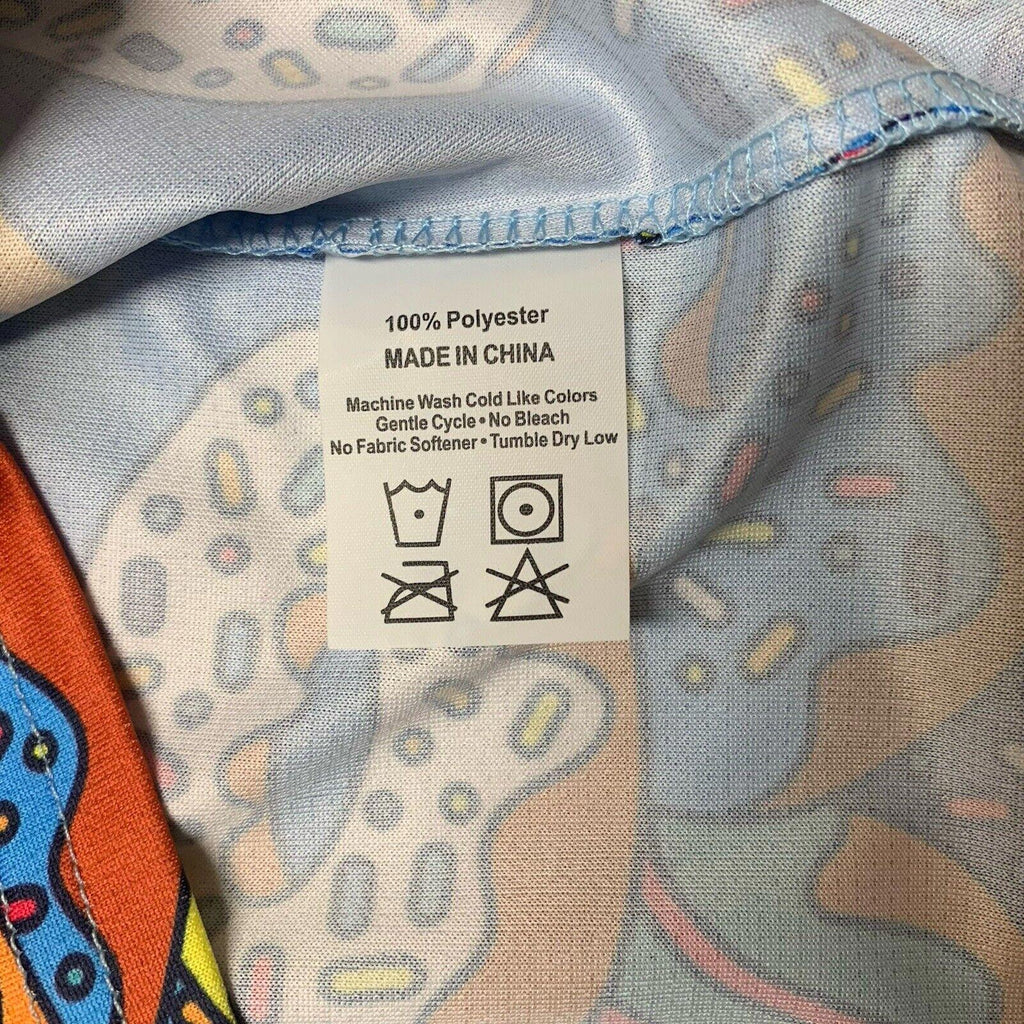 100% Polyester
MADE IN CHINA
Machine Wash Cold Like Colors
Gentle Cycle • No Bleach
No Fabric Softener • Tumble Dry Low